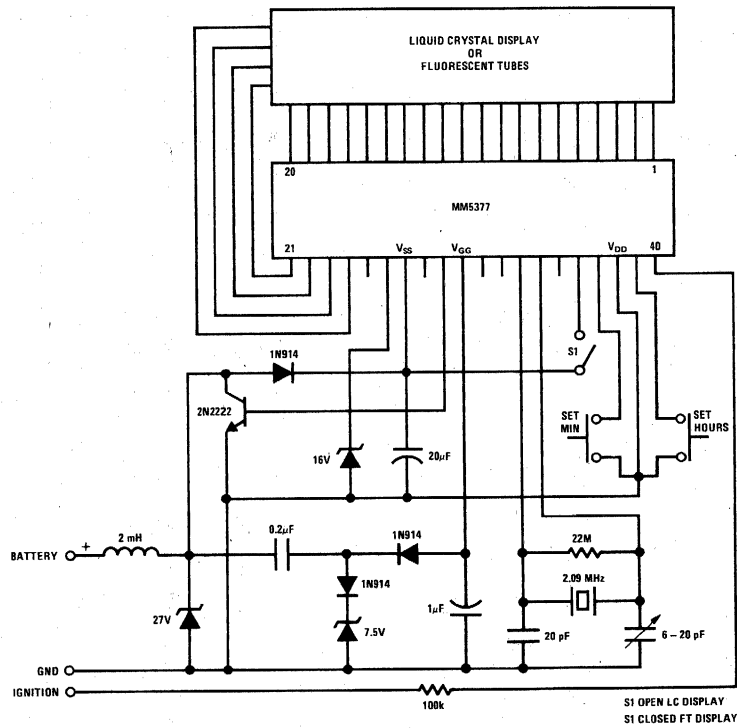 LIQUID CRYSTAL DISPLAY
OR
FLUORESCENT TUBES
20
1
MM5377
21
VSS
VGG
VDD
40
1N914
S1
2N2222
SET
MIN
SET
HOURS
16V
20μF
2 mH
0.2μF
1N914
22M
BATTERY
+
1N914
2.09 MHz
27V
7.5V
1μF
20 pF
6 – 20 pF
GND
IGNITION
100k
S1 OPEN LC DISPLAY
S1 CLOSED FT DISPLAY